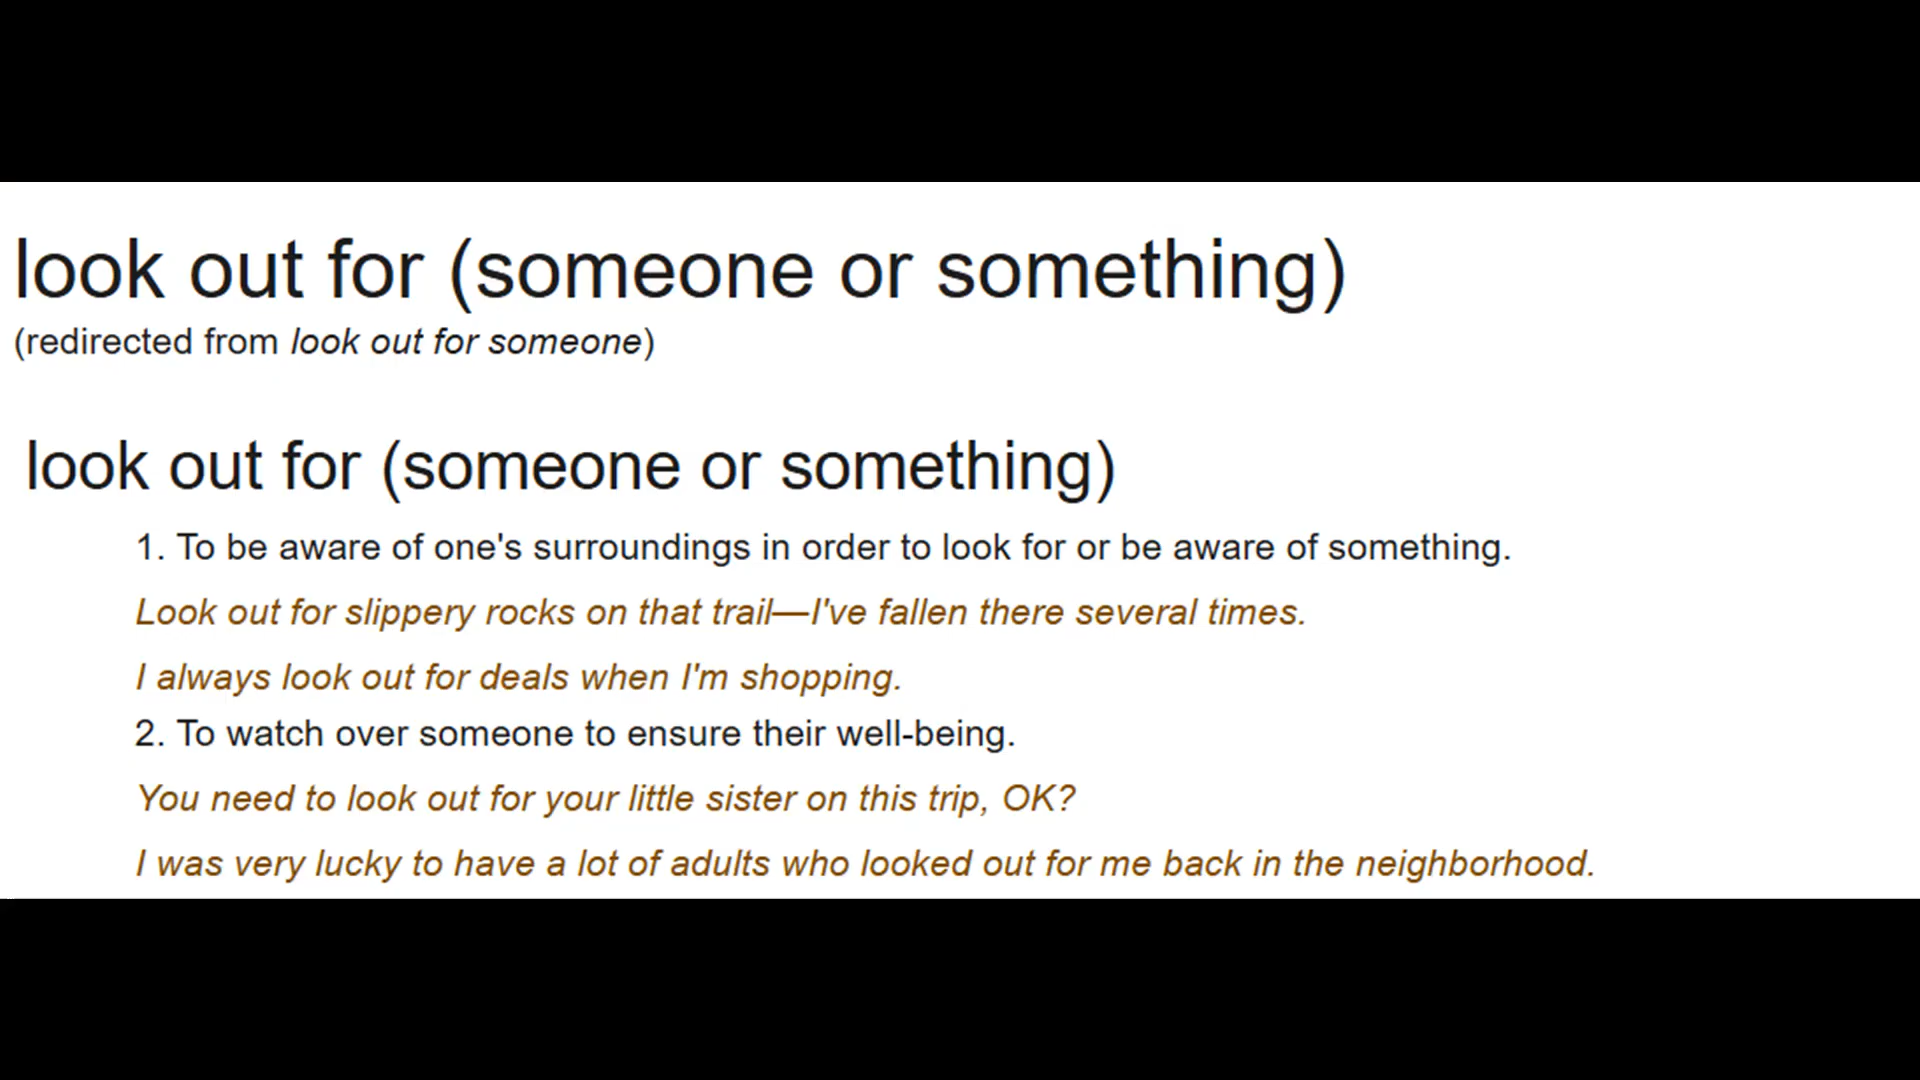 look out for (someone or something)
(redirected from look out for someone)
look out for (someone or something)
1. To be aware of one's surroundings in order to look for or be aware of something.
Look out for slippery rocks on that trail—I've fallen there several times.
I always look out for deals when I'm shopping.
2. To watch over someone to ensure their well-being.
You need to look out for your little sister on this trip, OK?
I was very lucky to have a lot of adults who looked out for me back in the neighborhood.